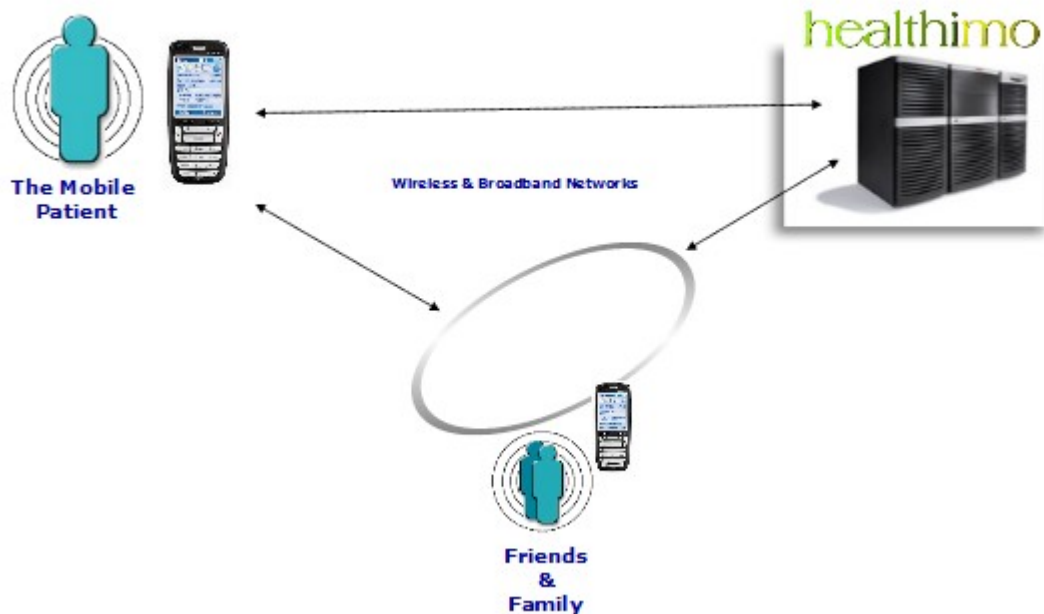 healthimo
The Mobile
Patient
Wireless & Broadband Networks
Friends
&
Family